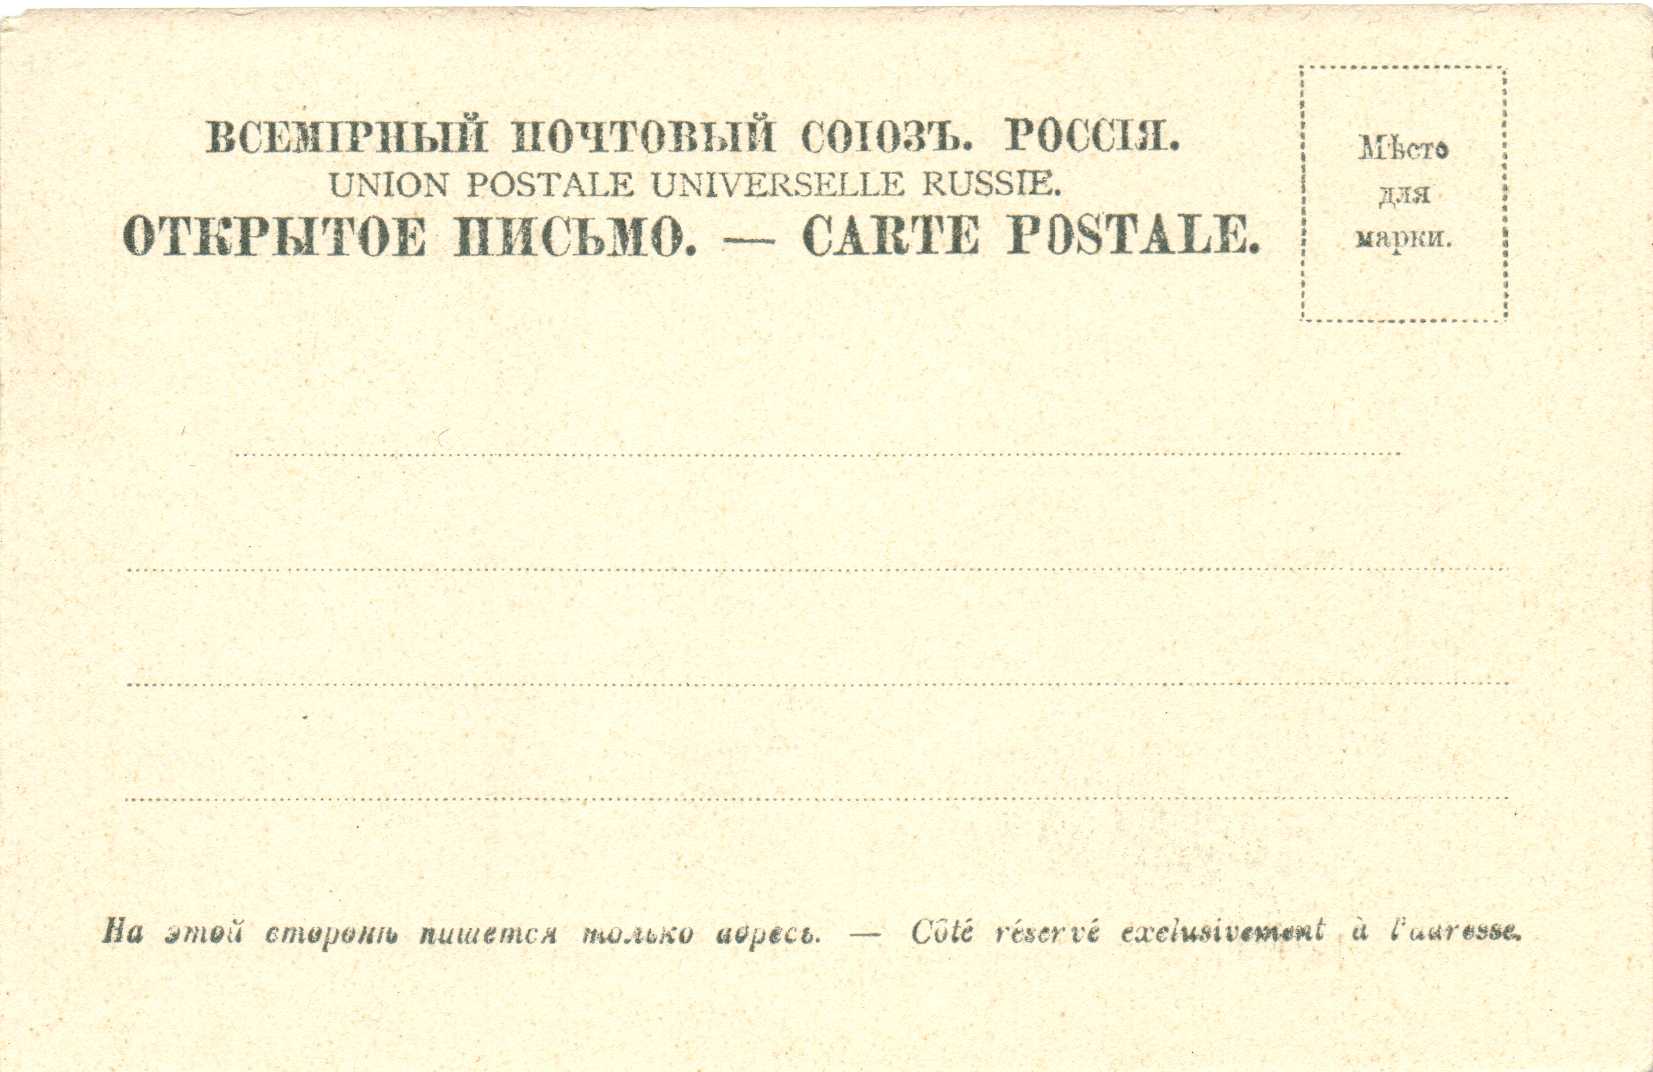 ВСЕМІРНЫЙ ПОЧТОВЫЙ СОЮЗЪ. РОССІЯ.
UNION POSTALE UNIVERSELLE RUSSIE.
ОТКРЫТОЕ ПИСЬМО. — CARTE POSTALE.
Мѣсто
для
марки.
На этой сторонѣ пишется только адресъ. — Côté réservé exclusivement à l'adresse.